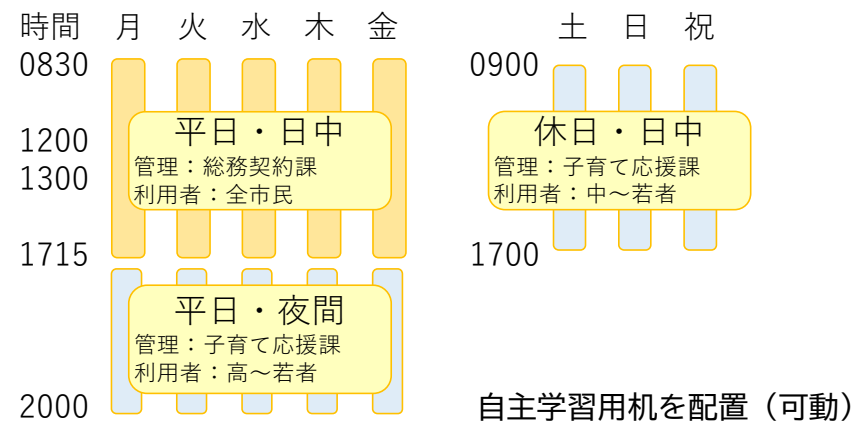 時間 月 火 水 木 金
0830
1200
1300
1715
2000
平日・日中
管理：総務契約課
利用者：全市民
平日・夜間
管理：子育て応援課
利用者：高～若者
土 日 祝
0900
1700
休日・日中
管理：子育て応援課
利用者：中～若者
自主学習用机を配置（可動）